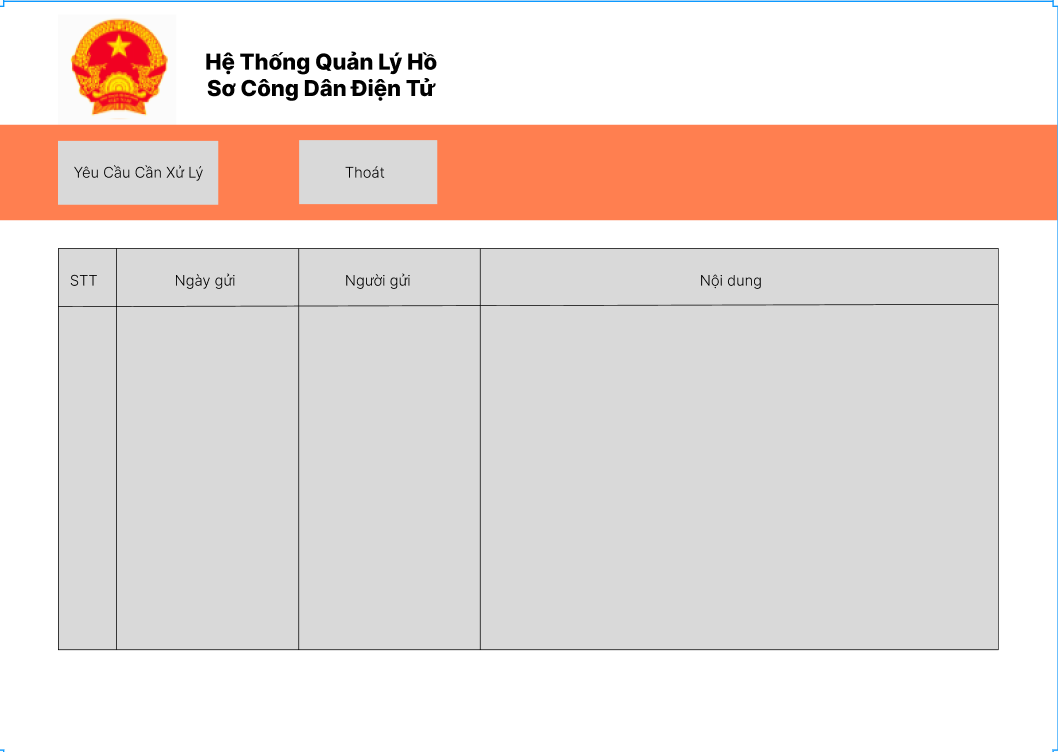 Hệ Thống Quản Lý Hồ
Sơ Công Dân Điện Tử
Yêu Cầu Cần Xử Lý
Thoát
STT
Ngày gửi
Người gửi
Nội dung